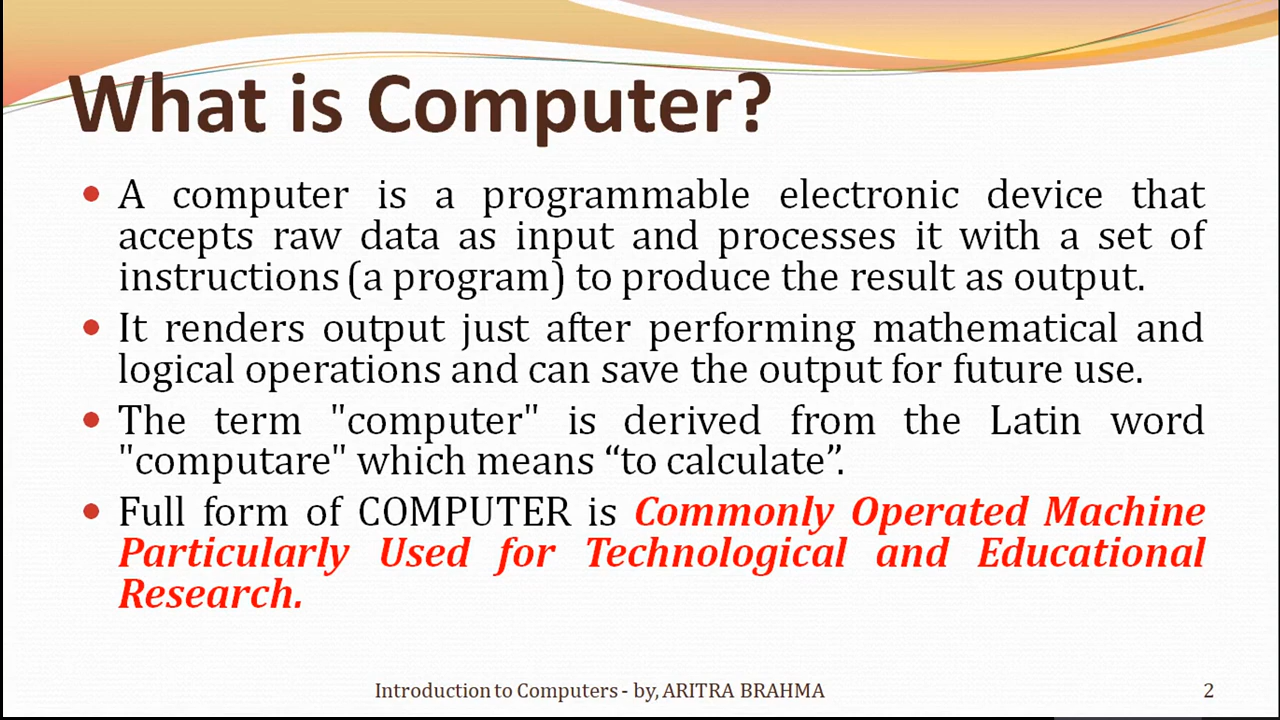 What is Computer?
• A computer is a programmable electronic device that
accepts raw data as input and processes it with a set of
instructions (a program) to produce the result as output.
• It renders output just after performing mathematical and
logical operations and can save the output for future use.
• The term "computer" is derived from the Latin word
"computare" which means “to calculate”.
• Full form of COMPUTER is Commonly Operated Machine
Particularly Used for Technological and Educational
Research.
Introduction to Computers - by, ARITRA BRAHMA
2